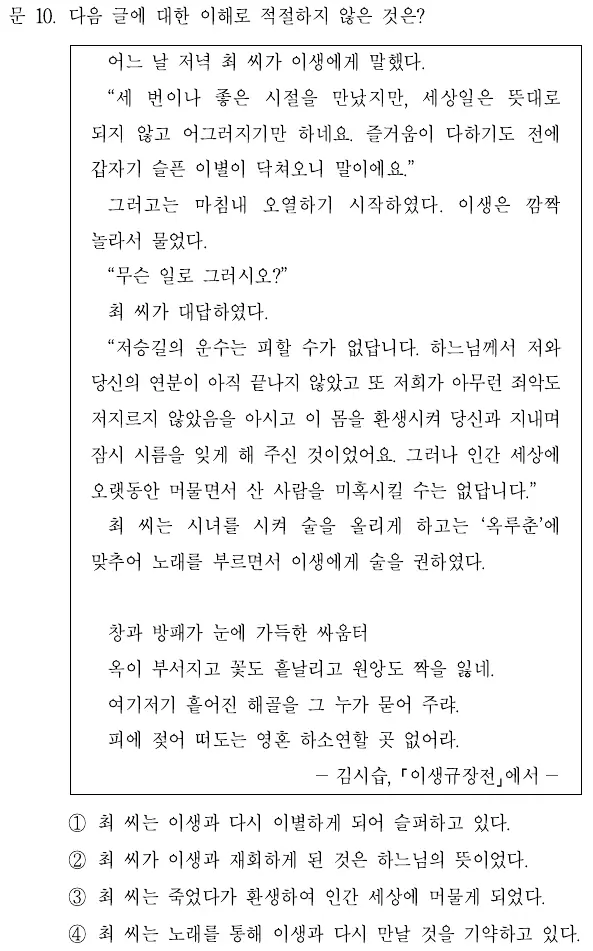 문 10. 다음 글에 대한 이해로 적절하지 않은 것은?
어느 날 저녁 최 씨가 이생에게 말했다.
“세 번이나 좋은 시절을 만났지만, 세상일은 뜻대로
되지 않고 어그러지기만 하네요. 즐거움이 다하기도 전에
갑자기 슬픈 이별이 닥쳐오니 말이에요.”
그러고는 마침내 오열하기 시작하였다. 이생은 깜짝
놀라서 물었다.
“무슨 일로 그러시오?”
최 씨가 대답하였다.
“저승길의 운수는 피할 수가 없답니다. 하느님께서 저와
당신의 연분이 아직 끝나지 않았고 또 저희가 아무런 죄악도
저지르지 않았음을 아시고 이 몸을 환생시켜 당신과 지내며
잠시 시름을 잊게 해 주신 것이었어요. 그러나 인간 세상에
오랫동안 머물면서 산 사람을 미혹시킬 수는 없답니다.”
최 씨는 시녀를 시켜 술을 올리게 하고는 ‘옥루춘’에
맞추어 노래를 부르면서 이생에게 술을 권하였다.
창과 방패가 눈에 가득한 싸움터
옥이 부서지고 꽃도 흩날리고 원앙도 짝을 잃네.
여기저기 흩어진 해골을 그 누가 묻어 주랴.
피에 젖어 떠도는 영혼 하소연할 곳 없어라.
– 김시습, 「이생규장전」에서 –
① 최 씨는 이생과 다시 이별하게 되어 슬퍼하고 있다.
② 최 씨가 이생과 재회하게 된 것은 하느님의 뜻이었다.
③ 최 씨는 죽었다가 환생하여 인간 세상에 머물게 되었다.
④ 최 씨는 노래를 통해 이생과 다시 만날 것을 기약하고 있다.